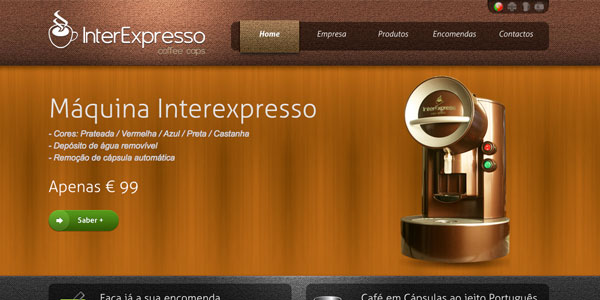 InterExpresso
coffee caps
Home Empresa Produtos Encomendas Contactos
Máquina Interexpresso
- Cores: Prateada / Vermelha / Azul / Preta / Castanha
- Depósito de água removível
- Remoção de cápsula automática
Apenas € 99
Saber +
InterExpresso
Faça já a sua encomenda
Café em Cápsulas ao jeito Português